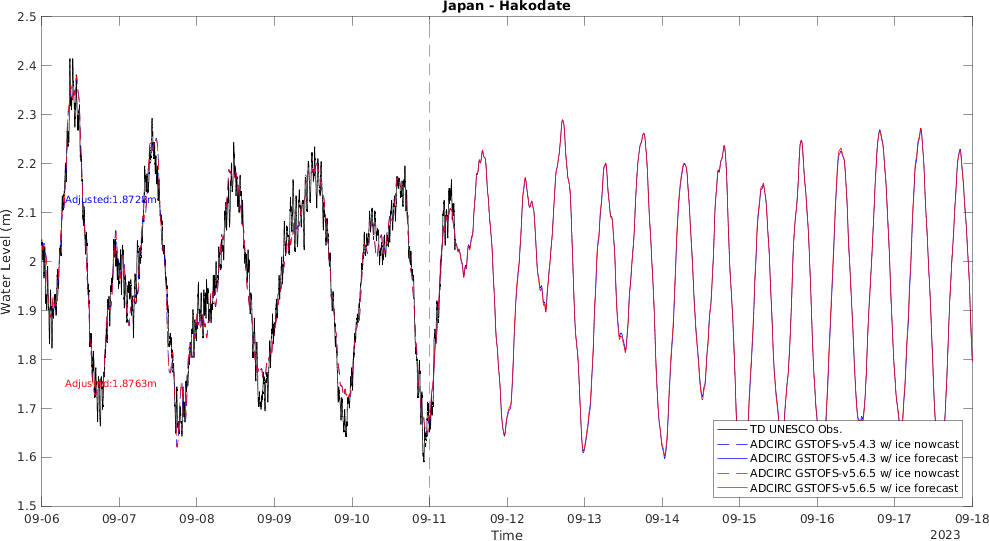 Japan - Hakodate
2.5
2.4
2.3
2.2
2.1
2
1.9
1.8
1.7
1.6
1.5
Water Level (m)
Adjusted:1.8728m
Adjusted:1.8763m
TD UNESCO Obs.
ADCIRC GSTOFS-v5.4.3 w/ ice nowcast
ADCIRC GSTOFS-v5.4.3 w/ ice forecast
ADCIRC GSTOFS-v5.6.5 w/ ice nowcast
ADCIRC GSTOFS-v5.6.5 w/ ice forecast
09-06 09-07 09-08 09-09 09-10 09-11 09-12 09-13 09-14 09-15 09-16 09-17 09-18
Time
2023